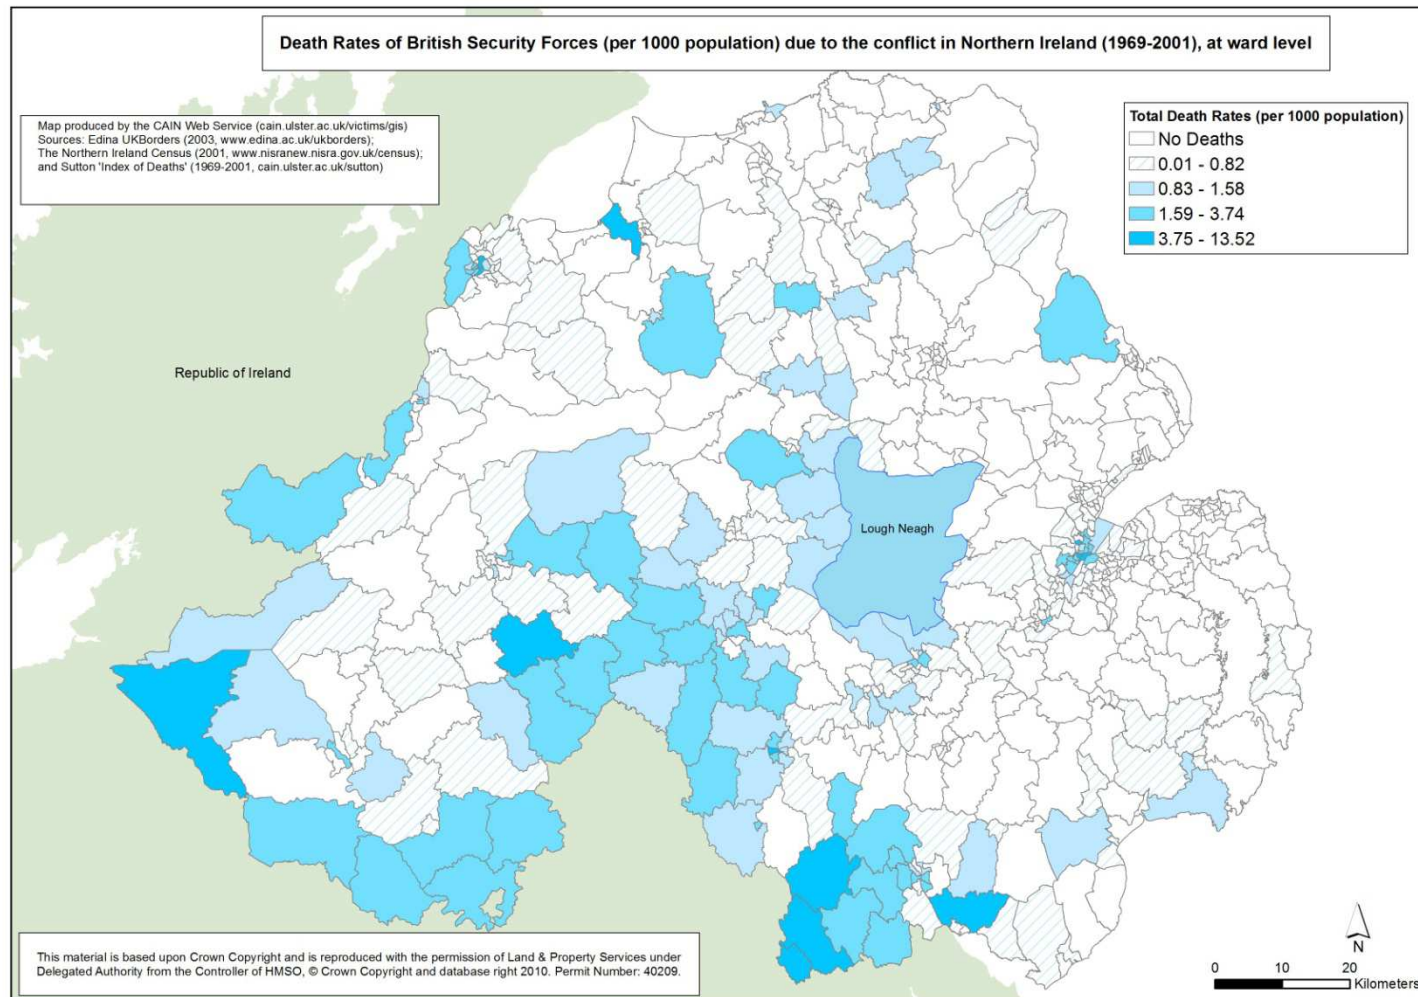 Death Rates of British Security Forces (per 1000 population) due to the conflict in Northern Ireland (1969-2001), at ward level
Map produced by the CAIN Web Service (cain.ulster.ac.uk/victims/gis)
Sources: Edina UKBorders (2003, www.edina.ac.uk/ukborders);
The Northern Ireland Census (2001, www.nisranew.nisra.gov.uk/census);
and Sutton 'Index of Deaths' (1969-2001, cain.ulster.ac.uk/sutton)
Total Death Rates (per 1000 population)
No Deaths
0.01 - 0.82
0.83 - 1.58
1.59 - 3.74
3.75 - 13.52
Republic of Ireland
Lough Neagh
This material is based upon Crown Copyright and is reproduced with the permission of Land & Property Services under
Delegated Authority from the Controller of HMSO, © Crown Copyright and database right 2010. Permit Number: 40209.
N
0 10 20
Kilometers